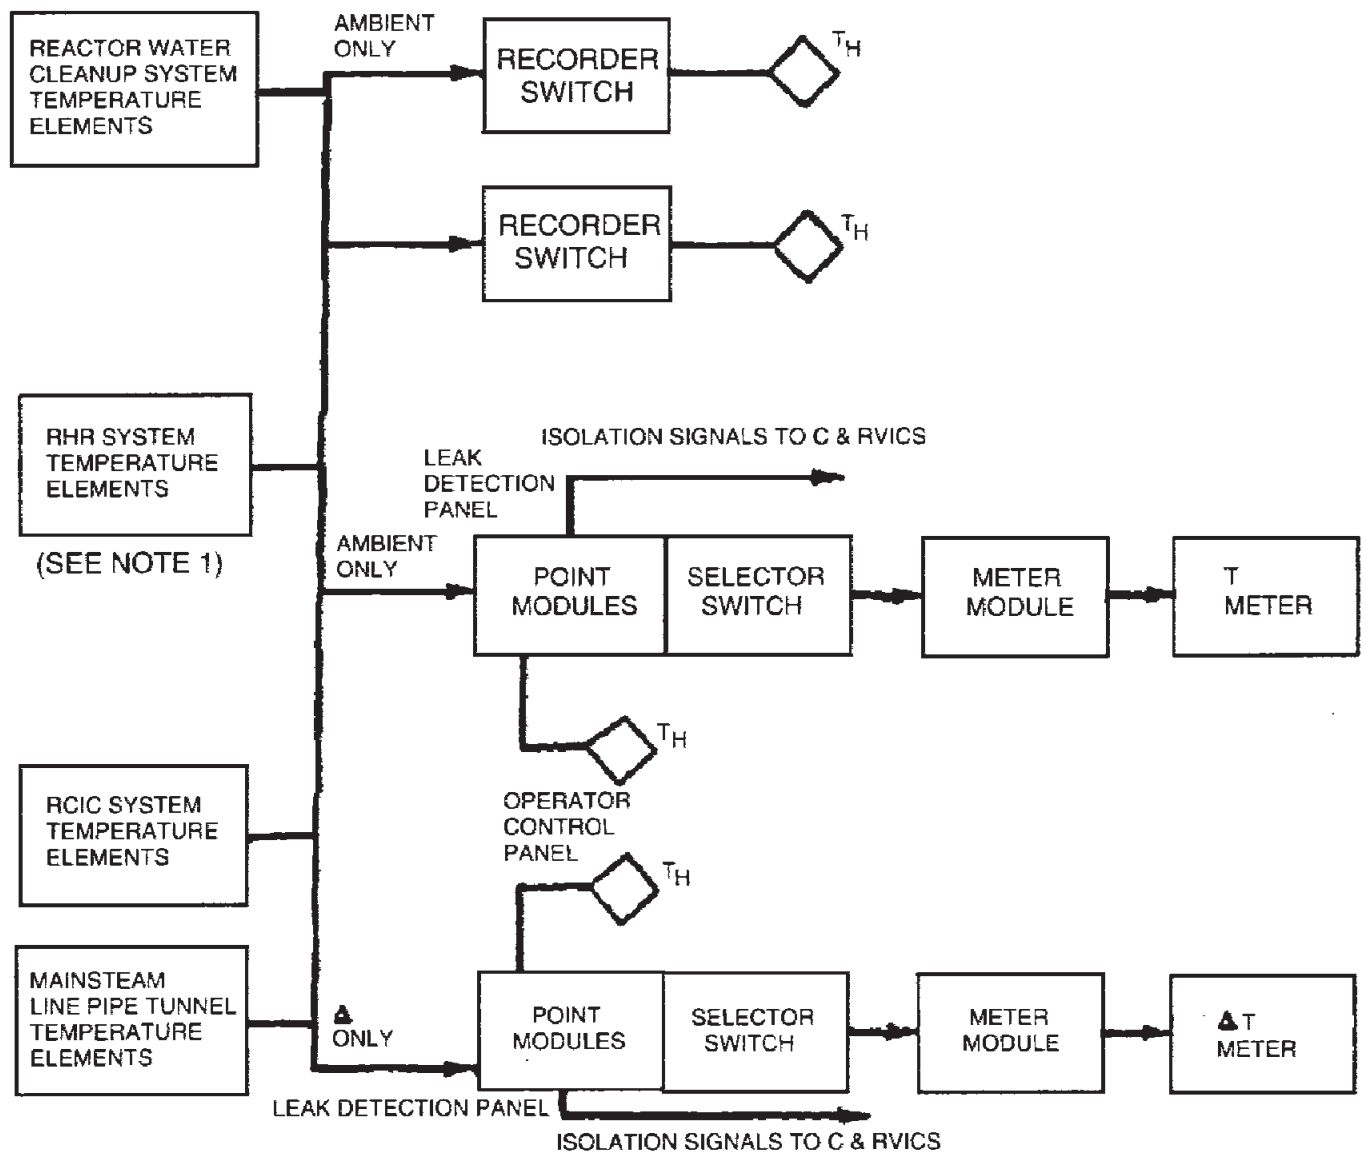 REACTOR WATER
CLEANUP SYSTEM
TEMPERATURE
ELEMENTS
AMBIENT
ONLY
RECORDER
SWITCH
TH
RECORDER
SWITCH
TH
RHR SYSTEM
TEMPERATURE
ELEMENTS
(SEE NOTE 1)
ISOLATION SIGNALS TO C & RVICS
LEAK
DETECTION
PANEL
AMBIENT
ONLY
POINT
MODULES
SELECTOR
SWITCH
METER
MODULE
T
METER
TH
RCIC SYSTEM
TEMPERATURE
ELEMENTS
OPERATOR
CONTROL
PANEL
TH
MAINSTEAM
LINE PIPE TUNNEL
TEMPERATURE
ELEMENTS
Δ
ONLY
POINT
MODULES
SELECTOR
SWITCH
METER
MODULE
Δ T
METER
LEAK DETECTION PANEL
ISOLATION SIGNALS TO C & RVICS